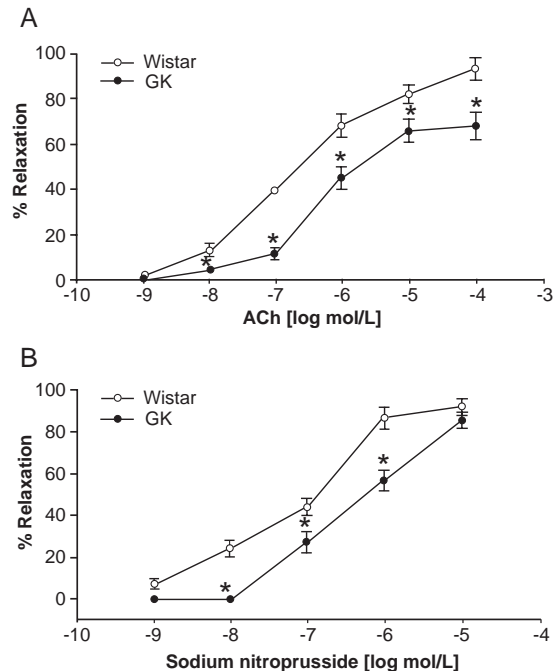 A
100
80
60
40
20
0
% Relaxation
Wistar
GK
*
*
*
*
*
-10 -9 -8 -7 -6 -5 -4 -3
ACh [log mol/L]
B
100
80
60
40
20
0
% Relaxation
Wistar
GK
*
*
*
-10 -9 -8 -7 -6 -5 -4
Sodium nitroprusside [log mol/L]